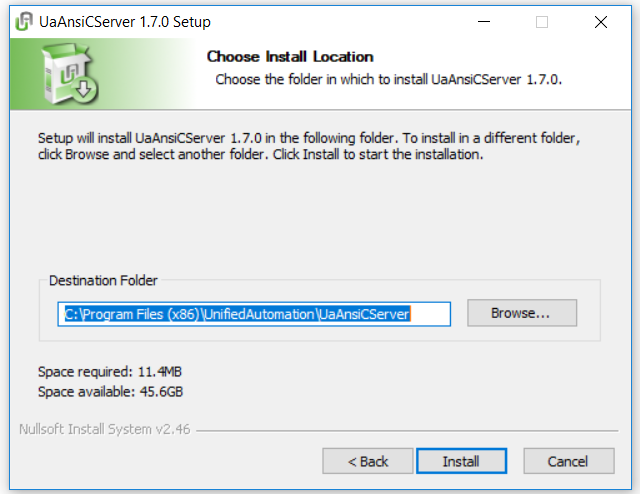 UaAnsiCServer 1.7.0 Setup
Choose Install Location
Choose the folder in which to install UaAnsiCServer 1.7.0.
Setup will install UaAnsiCServer 1.7.0 in the following folder. To install in a different folder,
click Browse and select another folder. Click Install to start the installation.
Destination Folder
C:\Program Files (x86)\UnifiedAutomation\UaAnsiCServer
Browse...
Space required: 11.4MB
Space available: 45.6GB
Nullsoft Install System v2.46
< Back
Install
Cancel